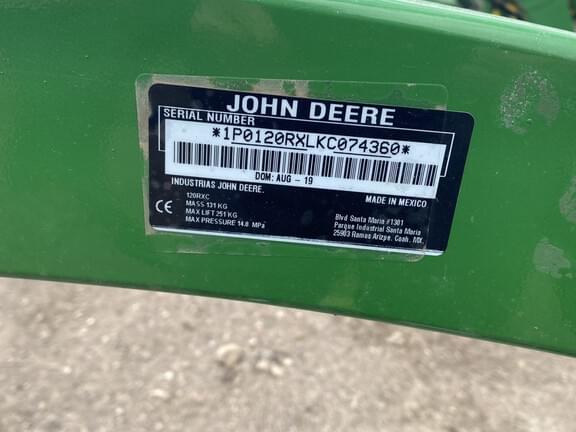 JOHN DEERE
SERIAL NUMBER
*1P0120RXLKC074360*
DOM: AUG - 19
INDUSTRIAS JOHN DEERE.
MADE IN MEXICO
120RXC
MASS 131 KG
MAX LIFT 251 KG
MAX PRESSURE 14.8 MPa
CE
Blvd Santa Maria #1301
Parque Industrial Santa Maria
25903 Ramos Arizpe, Coah, MX.